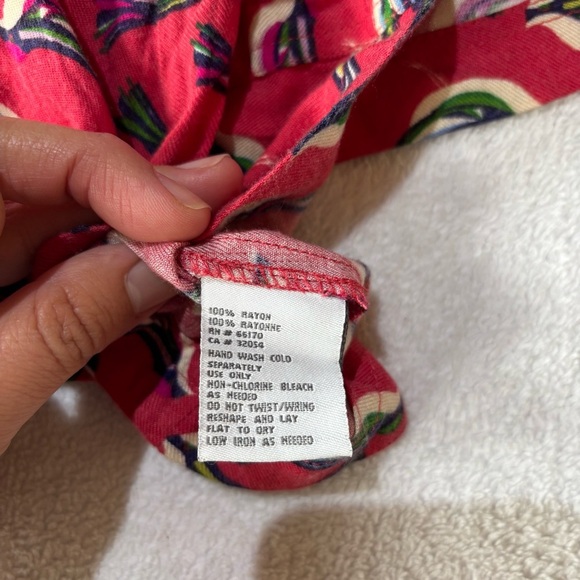 100% RAYON
100% RAYONNE
RN # 66170
CA # 32054
HAND WASH COLD
SEPARATELY
USE ONLY
NON-CHLORINE BLEACH
AS NEEDED
DO NOT TWIST/WRING
RESHAPE AND LAY
FLAT TO DRY
LOW IRON AS NEEDED